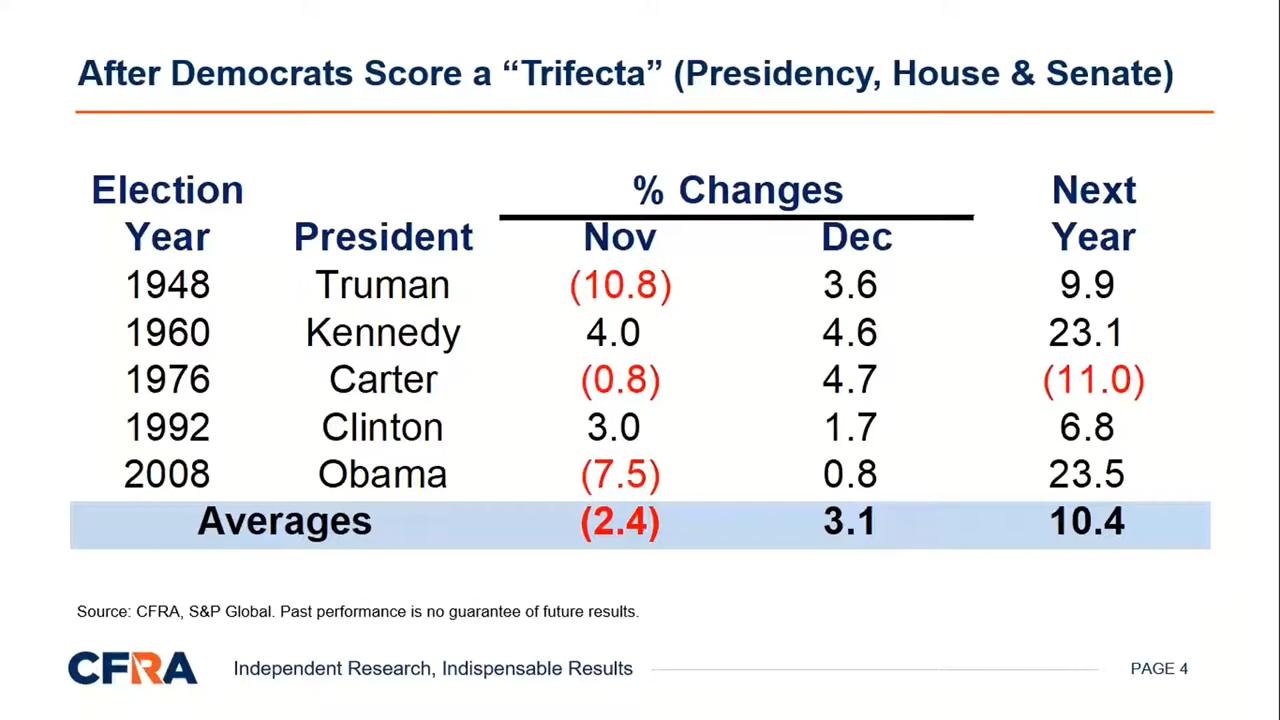 After Democrats Score a “Trifecta” (Presidency, House & Senate)
Election % Changes Next
Year President Nov Dec Year
1948 Truman (10.8) 3.6 9.9
1960 Kennedy 4.0 4.6 23.1
1976 Carter (0.8) 4.7 (11.0)
1992 Clinton 3.0 1.7 6.8
2008 Obama (7.5) 0.8 23.5
Averages (2.4) 3.1 10.4
Source: CFRA, S&P Global. Past performance is no guarantee of future results.
CFRA Independent Research, Indispensable Results PAGE 4